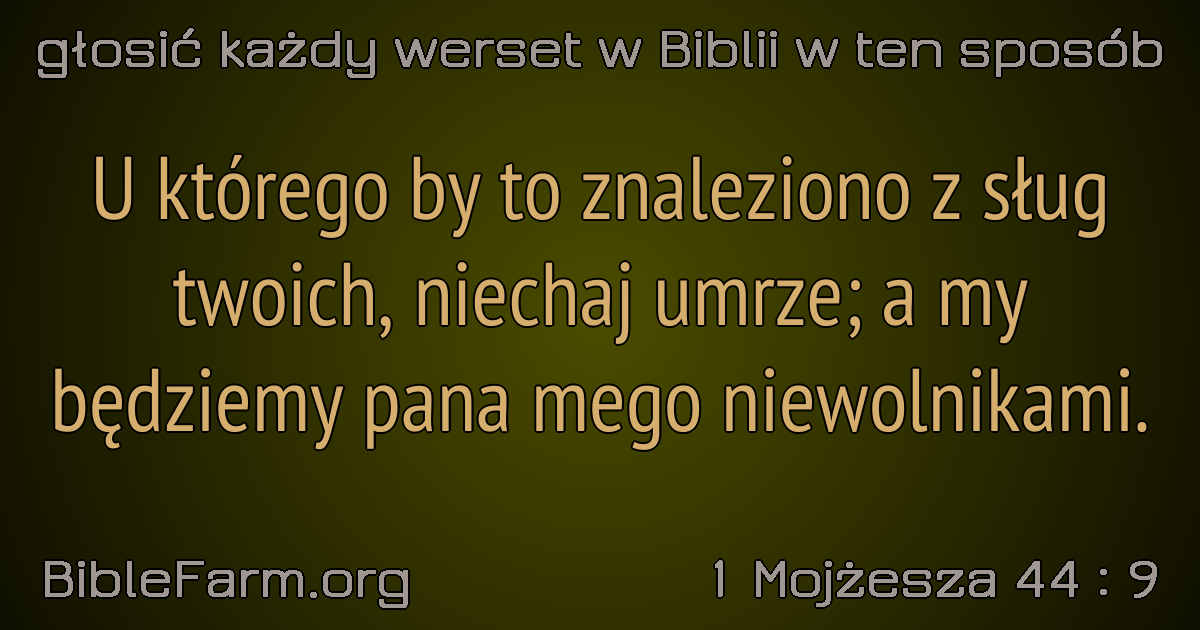 głosić każdy werset w Biblii w ten sposób
U którego by to znaleziono z sług
twoich, niechaj umrze; a my
będziemy pana mego niewolnikami.
BibleFarm.org
1 Mojżesza 44 : 9